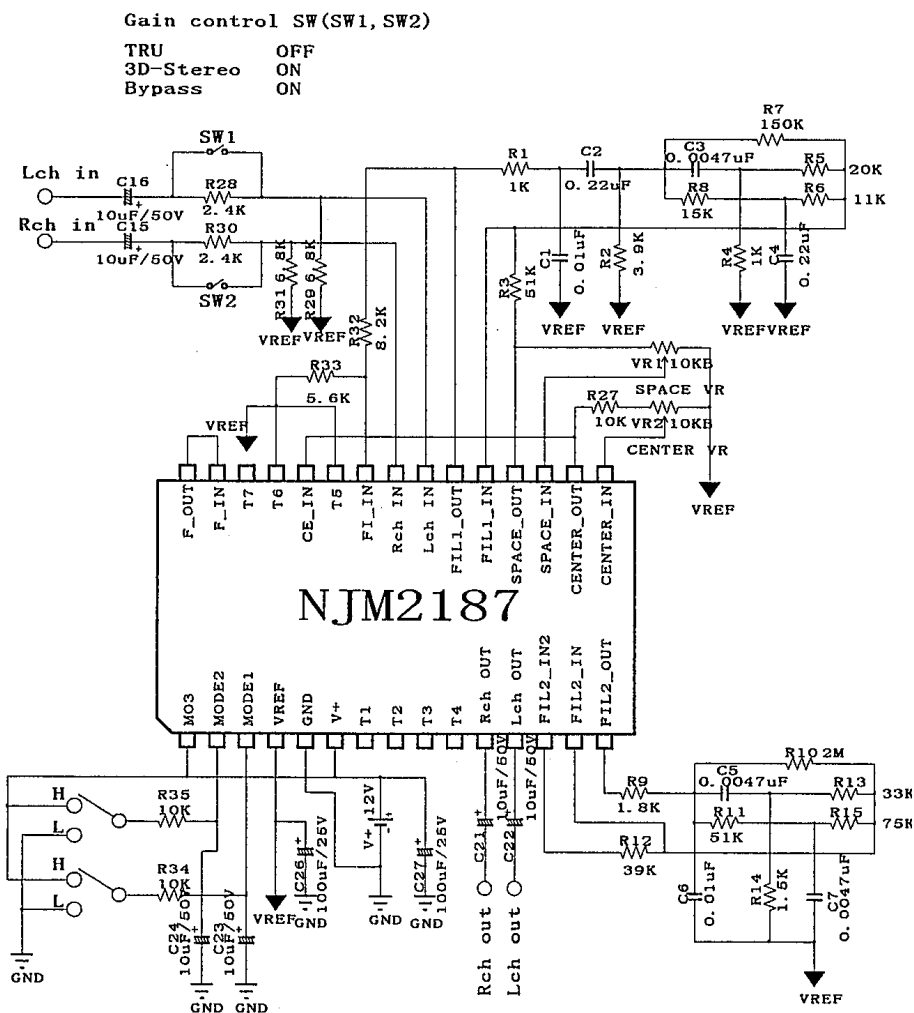 Gain control SW(SW1,SW2)
TRU OFF
3D-Stereo ON
Bypass ON
SW1
Lch in
C16
10uF/50V
+
R28
2.4K
Rch in
C15
10uF/50V
+
R30
2.4K
SW2
R31 6.8K
R29 6.8K
VREF
VREF
R32
8.2K
R33
5.6K
VREF
R1
1K
C2
0.22uF
C1
0.01uF
VREF
R2
3.9K
VREF
R3
51K
R7
150K
C3
0.0047uF
R5
20K
R8
15K
R6
11K
R4
1K
C4
0.22uF
VREF
VREF
VR1 10KB
SPACE VR
R27
10K
VR2 10KB
CENTER VR
VREF
F_OUT
F_IN
T7
T6
CE_IN
T5
FI_IN
Rch IN
Lch IN
FIL1_OUT
FIL1_IN
SPACE_OUT
SPACE_IN
CENTER_OUT
CENTER_IN
NJM2187
MO3
MODE2
MODE1
VREF
GND
V+
T1
T2
T3
T4
Rch OUT
Lch OUT
FIL2_IN2
FIL2_IN
FIL2_OUT
H
L
R35
10K
H
L
R34
10K
GND
C24
10uF/50V
+
GND
C23
10uF/50V
+
GND
VREF
C26
100uF/25V
+
GND
V+
12V
-
+
GND
C27
100uF/25V
+
GND
C21
10uF/50V
+
Rch out
C22
10uF/50V
+
Lch out
R9
1.8K
R12
39K
R10 2M
C5
0.0047uF
R13
33K
R11
51K
R15
75K
C6
0.01uF
R14
1.5K
C7
0.0047uF
VREF